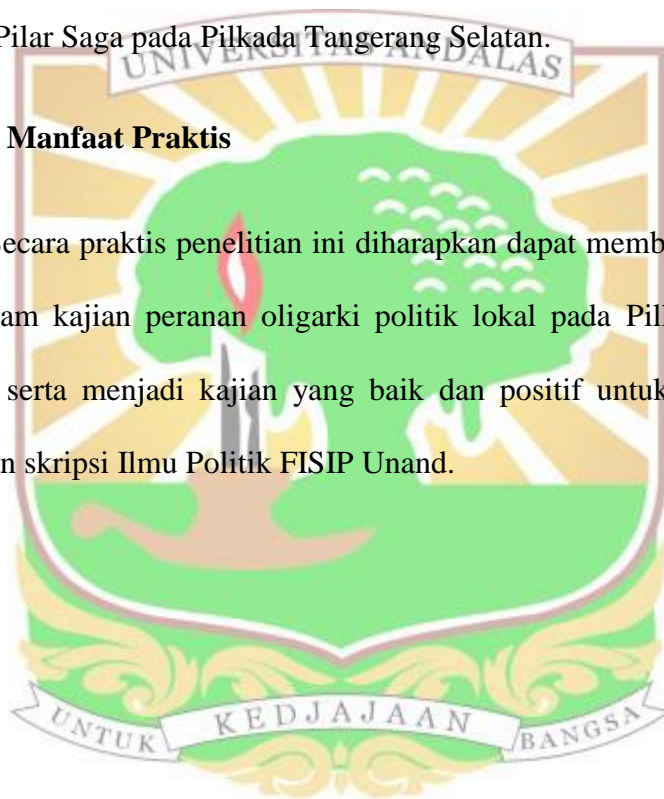 Pilar Saga pada Pilkada Tangerang Selatan.
UNIVERSITAS ANDALAS
Manfaat Praktis
Secara praktis penelitian ini diharapkan dapat memb
am kajian peranan oligarki politik lokal pada Pil
serta menjadi kajian yang baik dan positif untuk
n skripsi Ilmu Politik FISIP Unand.
UNTUK KEDJAJAAN BANGSA